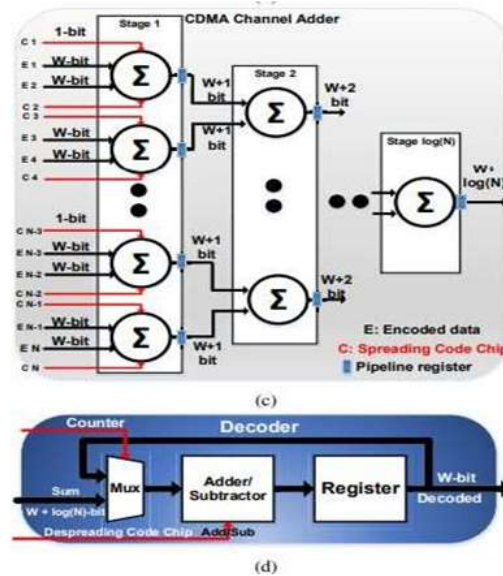 CDMA Channel Adder
Stage 1
1-bit
C 1
E 1 W-bit
E 2 W-bit
C 2
C 3
E 3 W-bit
E 4 W-bit
C 4
W+1
bit
W+1
bit
Stage 2
W+2
bit
Σ
Σ
Σ
Stage log(N)
Σ
W+
log(N)
1-bit
C N-3
E N-3 W-bit
E N-2 W-bit
C N-2
C N-1
E N-1 W-bit
E N W-bit
C N
Σ
Σ
W+1
bit
W+1
bit
Σ
W+2
bit
E: Encoded data
C: Spreading Code Chip
Pipeline register
(c)
Counter
Decoder
Mux
Sum
W + log(N)-bit
Adder/
Subtractor
Register
W-bit
Decoded
Despreading Code Chip
Add/Sub
(d)